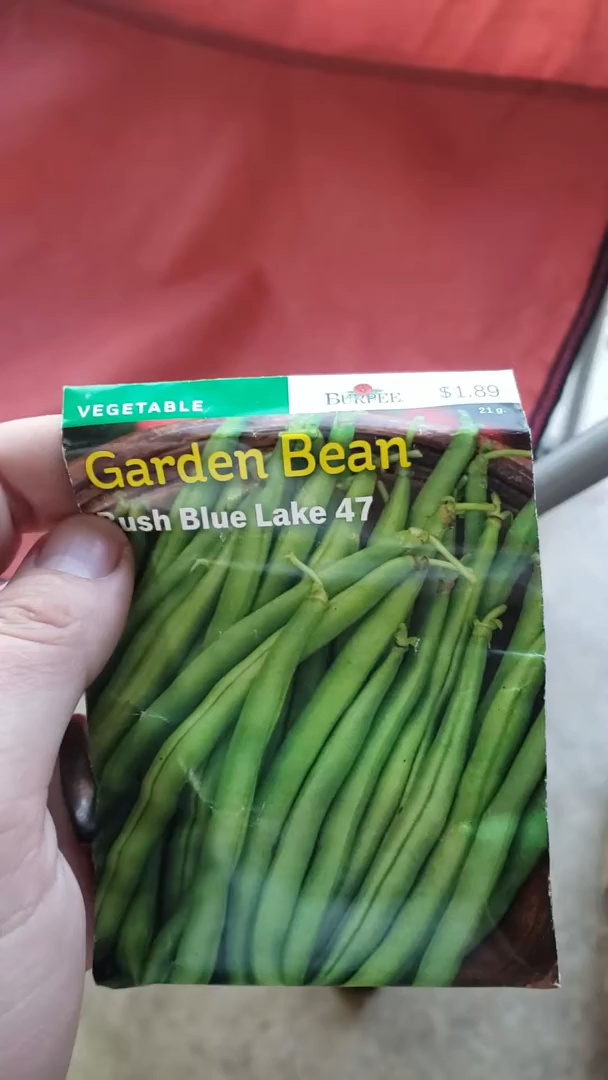 VEGETABLE
BURPEE
$1.89
21 g.
Garden Bean
Bush Blue Lake 47